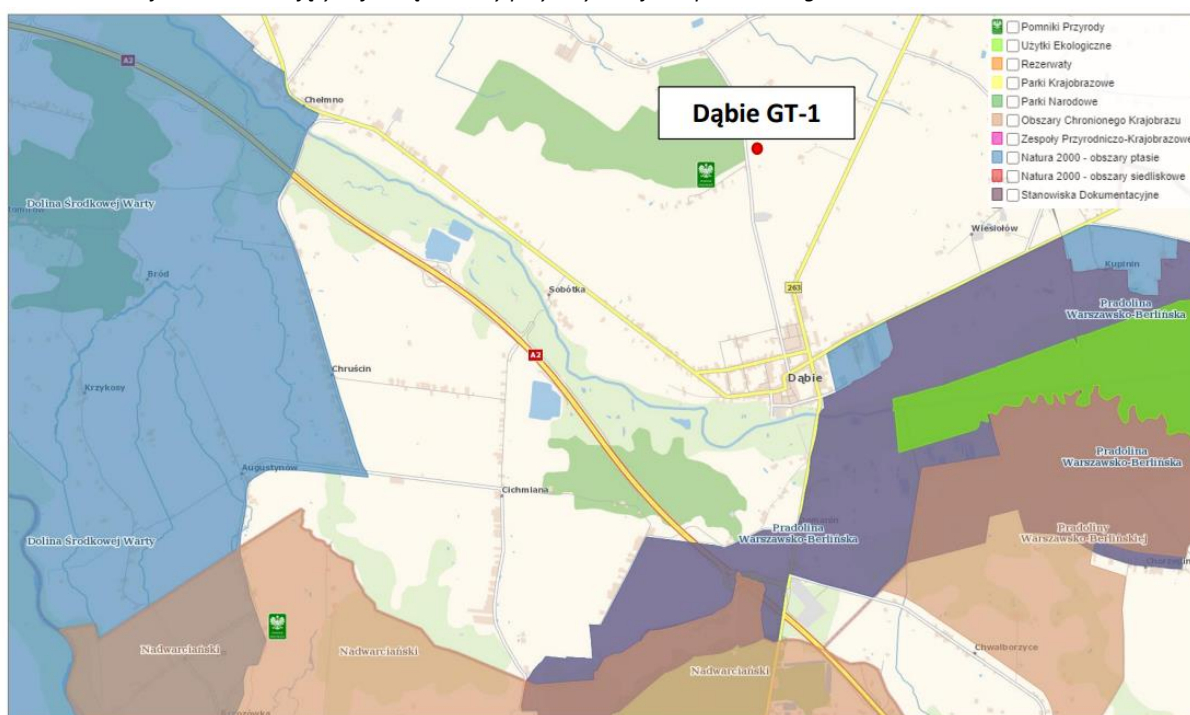 A2
Chełmno
Dąbie GT-1
Pomniki Przyrody
Użytki Ekologiczne
Rezerwaty
Parki Krajobrazowe
Parki Narodowe
Obszary Chronionego Krajobrazu
Zespoły Przyrodniczo-Krajobrazowe
Natura 2000 - obszary ptasie
Natura 2000 - obszary siedliskowe
Stanowiska Dokumentacyjne
Dolina Środkowej Warty
Wiesiołów
Bród
Kupinin
Sobótka
263
Pradolina
Warszawsko-Berlińska
A2
Chruścin
Dąbie
Krzykosy
Pradolina
Warszawsko-Berlińska
Augustynów
Cichmiana
Dolina Środkowej Warty
Pradolina
Warszawsko-Berlińska
Pradoliny
Warszawsko-Berlińskiej
Nadwarciański
Nadwarciański
Nadwarciański
Chwalborzyce